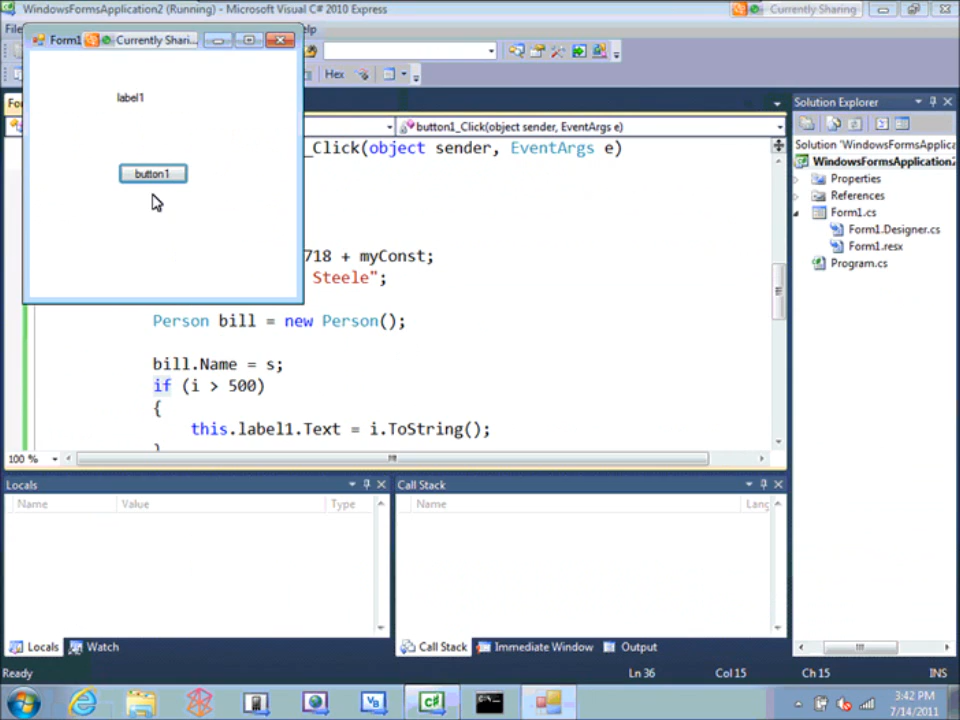 WindowsFormsApplication2 (Running) - Microsoft Visual C# 2010 Express
Currently Sharing
Form1
Currently Shari...
Hex
label1
button1
button1_Click(object sender, EventArgs e)
_Click(object sender, EventArgs e)
718 + myConst;
Steele";
Person bill = new Person();
bill.Name = s;
if (i > 500)
{
this.label1.Text = i.ToString();
100 %
Solution Explorer
Solution 'WindowsFormsApplica
WindowsFormsApplication2
Properties
References
Form1.cs
Form1.Designer.cs
Form1.resx
Program.cs
Locals
Name Value Type
Call Stack
Name Lang
Locals Watch
Call Stack Immediate Window Output
Ready Ln 36 Col 15 Ch 15 INS
3:42 PM
7/14/2011